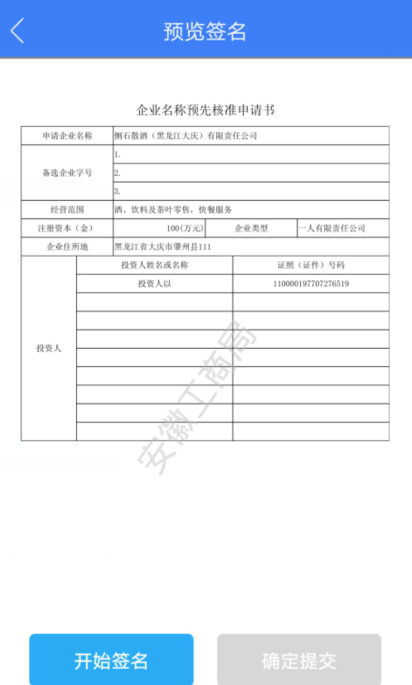 预览签名
企业名称预先核准申请书
申请企业名称 侧石散酒（黑龙江大庆）有限责任公司
备选企业字号 1.
2.
3.
经营范围 酒、饮料及茶叶零售，快餐服务
注册资本（金） 100(万元) 企业类型 一人有限责任公司
企业住所地 黑龙江省大庆市肇州县111
投资人 投资人姓名或名称 证照（证件）号码
投资人以 110000197707276519
安徽工商局
开始签名 确定提交